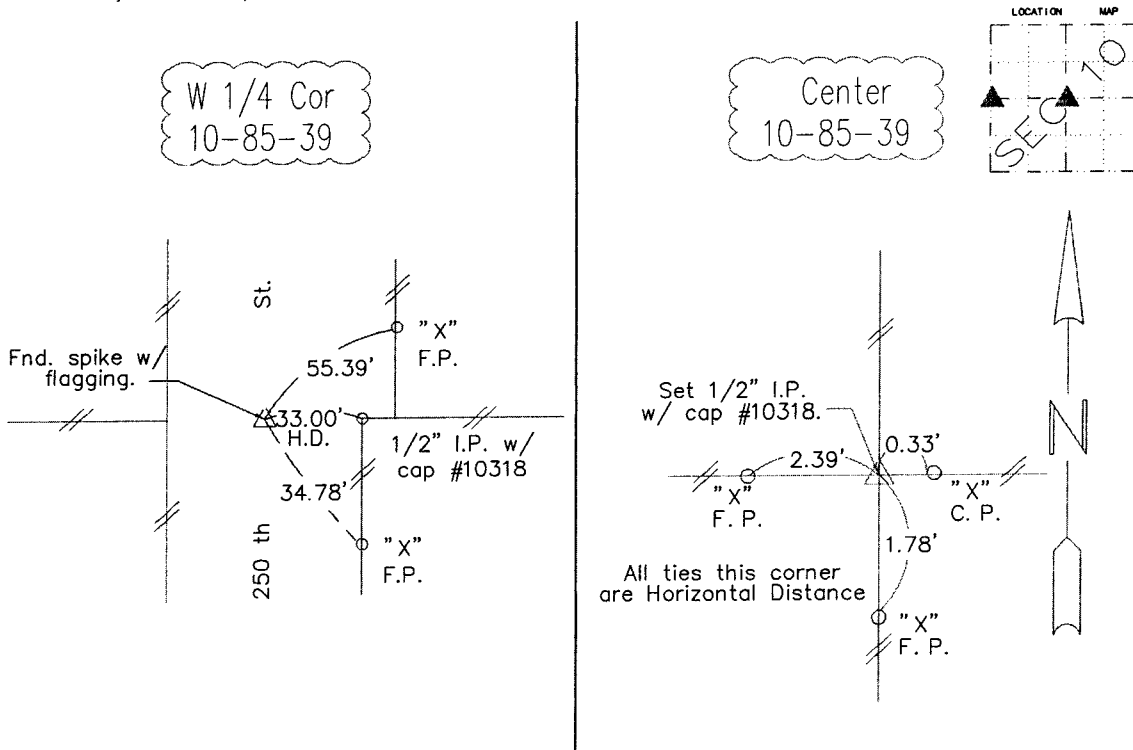 LOCATION MAP
SEC 10
W 1/4 Cor
10-85-39
St.
Fnd. spike w/
flagging.
55.39'
"X"
F.P.
33.00'
H.D.
1/2" I.P. w/
cap #10318
34.78'
"X"
F.P.
250 th
Center
10-85-39
N
Set 1/2" I.P.
w/ cap #10318.
2.39'
0.33'
"X"
F. P.
"X"
C. P.
1.78'
All ties this corner
are Horizontal Distance
"X"
F. P.